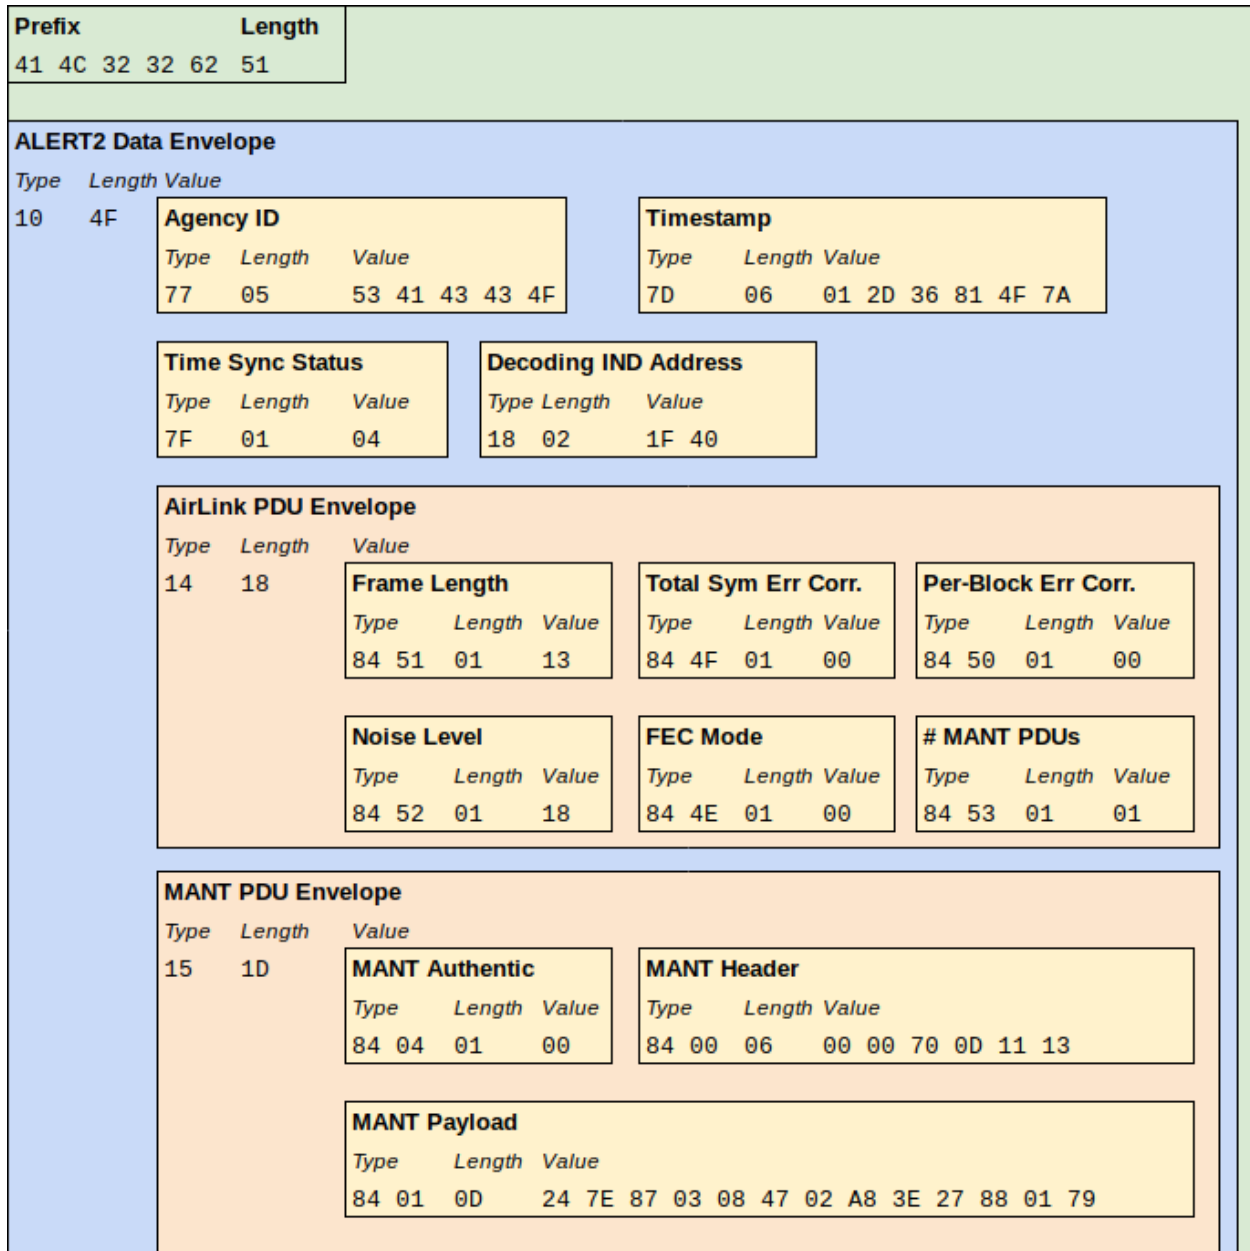 Prefix Length
41 4C 32 32 62 51
ALERT2 Data Envelope
Type Length Value
10 4F
Agency ID
Type Length Value
77 05 53 41 43 43 4F
Timestamp
Type Length Value
7D 06 01 2D 36 81 4F 7A
Time Sync Status
Type Length Value
7F 01 04
Decoding IND Address
Type Length Value
18 02 1F 40
AirLink PDU Envelope
Type Length Value
14 18
Frame Length
Type Length Value
84 51 01 13
Total Sym Err Corr.
Type Length Value
84 4F 01 00
Per-Block Err Corr.
Type Length Value
84 50 01 00
Noise Level
Type Length Value
84 52 01 18
FEC Mode
Type Length Value
84 4E 01 00
# MANT PDUs
Type Length Value
84 53 01 01
MANT PDU Envelope
Type Length Value
15 1D
MANT Authentic
Type Length Value
84 04 01 00
MANT Header
Type Length Value
84 00 06 00 00 70 0D 11 13
MANT Payload
Type Length Value
84 01 0D 24 7E 87 03 08 47 02 A8 3E 27 88 01 79